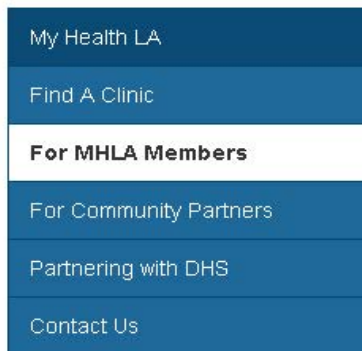 My Health LA
Find A Clinic
For MHLA Members
For Community Partners
Partnering with DHS
Contact Us